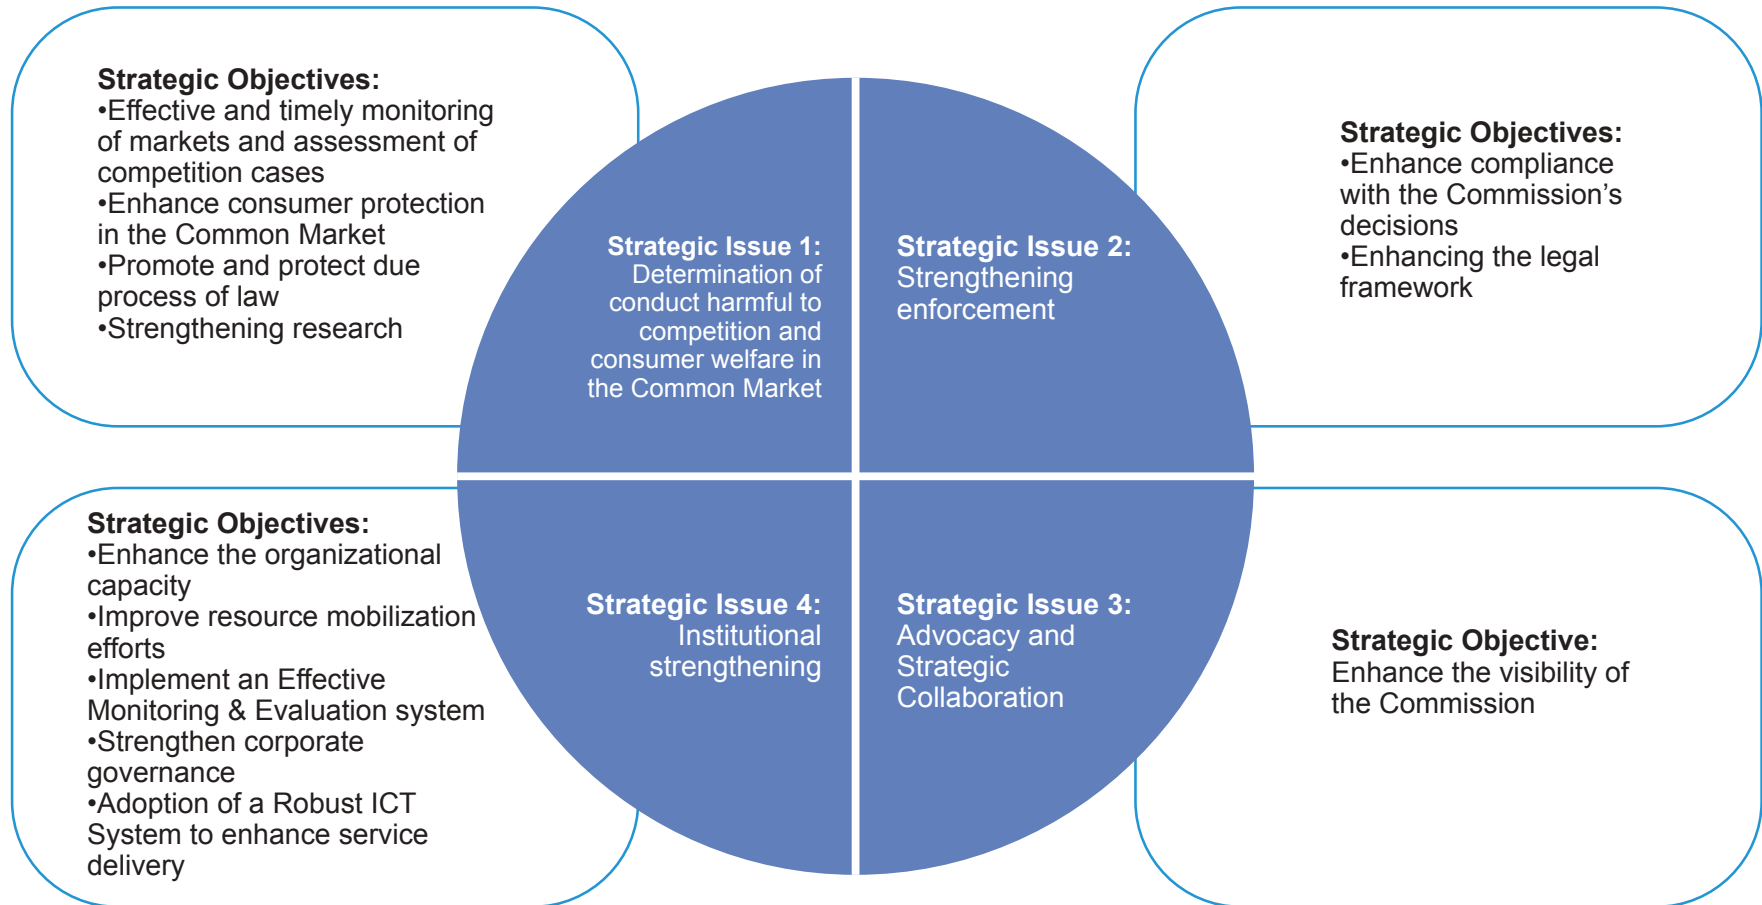 Strategic Objectives:
•Effective and timely monitoring
of markets and assessment of
competition cases
•Enhance consumer protection
in the Common Market
•Promote and protect due
process of law
•Strengthening research
Strategic Issue 1:
Determination of
conduct harmful to
competition and
consumer welfare in
the Common Market
Strategic Issue 2:
Strengthening
enforcement
Strategic Objectives:
•Enhance compliance
with the Commission’s
decisions
•Enhancing the legal
framework
Strategic Objectives:
•Enhance the organizational
capacity
•Improve resource mobilization
efforts
•Implement an Effective
Monitoring & Evaluation system
•Strengthen corporate
governance
•Adoption of a Robust ICT
System to enhance service
delivery
Strategic Issue 4:
Institutional
strengthening
Strategic Issue 3:
Advocacy and
Strategic
Collaboration
Strategic Objective:
Enhance the visibility of
the Commission